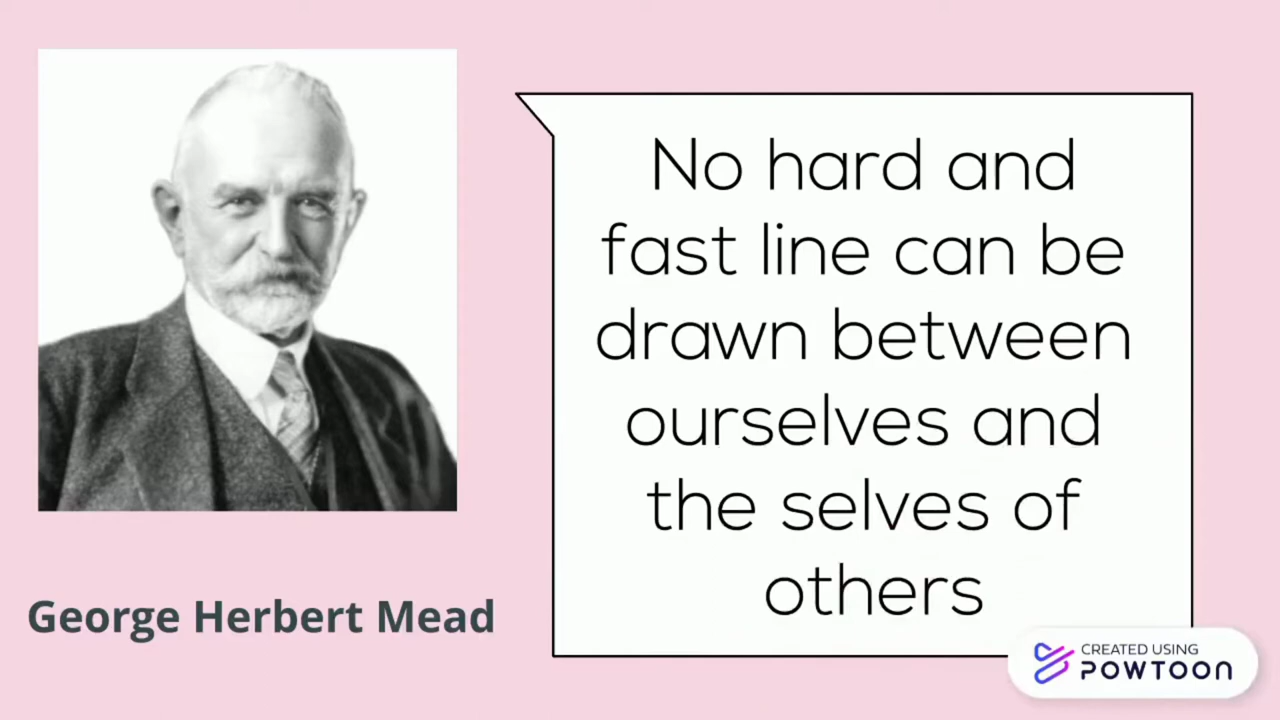 No hard and
fast line can be
drawn between
ourselves and
the selves of
others
George Herbert Mead
CREATED USING
POWTOON